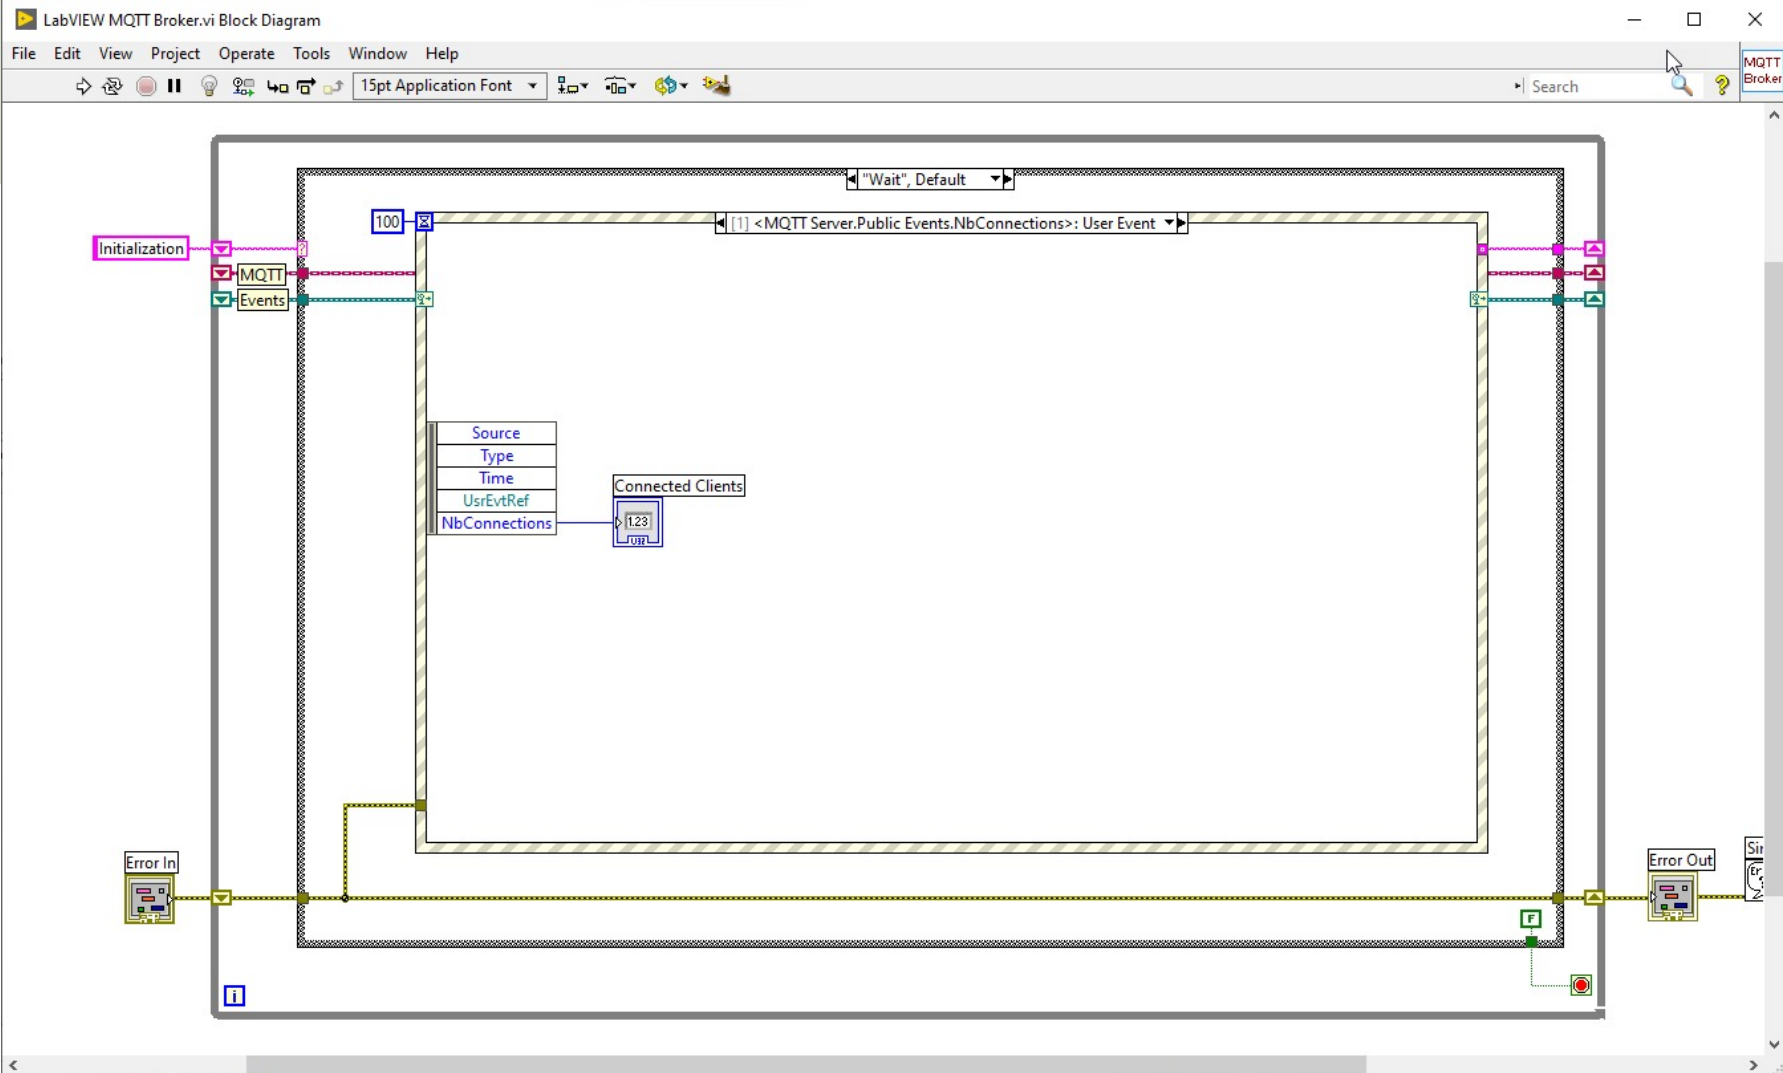 LabVIEW MQTT Broker.vi Block Diagram
File Edit View Project Operate Tools Window Help
MQTT
Broker
15pt Application Font
Search
?
"Wait", Default
100
[1] <MQTT Server.Public Events.NbConnections>: User Event
Initialization
?
MQTT
Events
Source
Type
Time
UsrEvtRef
NbConnections
Connected Clients
1.23
U32
Error In
Error Out
F
i